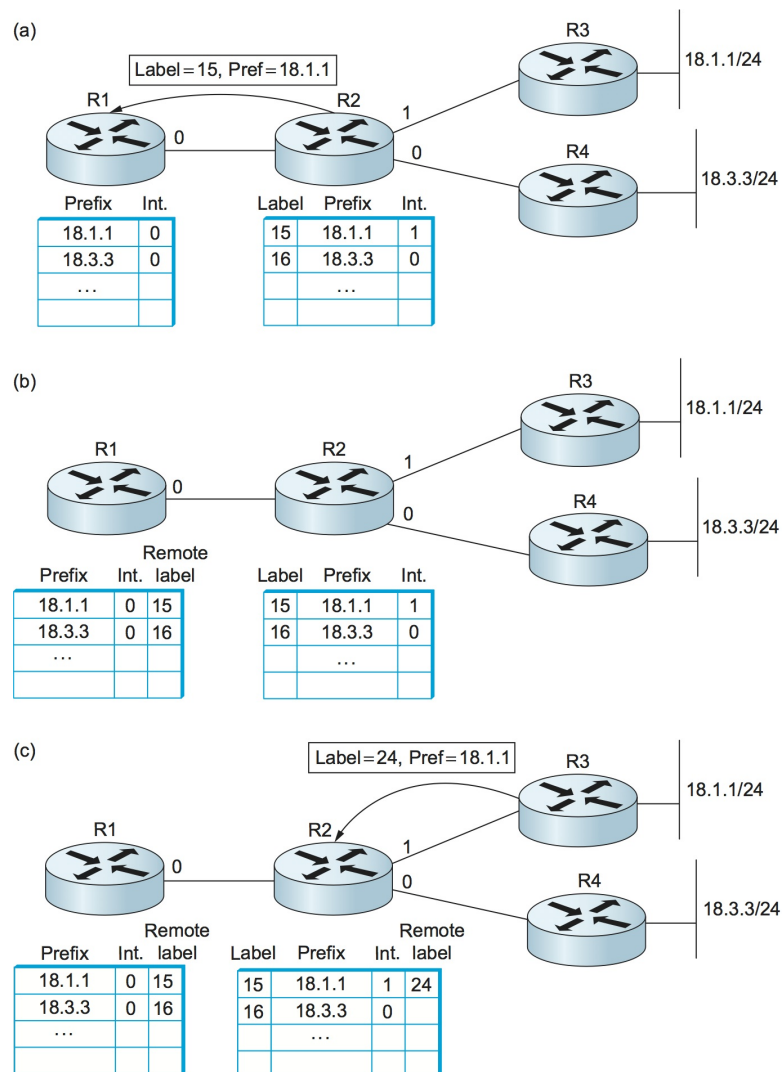 (a)
Label=15, Pref=18.1.1
R1
R2
R3
R4
0
1
0
18.1.1/24
18.3.3/24
Prefix Int.
18.1.1 0
18.3.3 0
...
Label Prefix Int.
15 18.1.1 1
16 18.3.3 0
...
(b)
R1
R2
R3
R4
0
1
0
18.1.1/24
18.3.3/24
Prefix Int. Remote label
18.1.1 0 15
18.3.3 0 16
...
Label Prefix Int.
15 18.1.1 1
16 18.3.3 0
...
(c)
Label=24, Pref=18.1.1
R1
R2
R3
R4
0
1
0
18.1.1/24
18.3.3/24
Prefix Int. Remote label
18.1.1 0 15
18.3.3 0 16
...
Label Prefix Int. Remote label
15 18.1.1 1 24
16 18.3.3 0
...